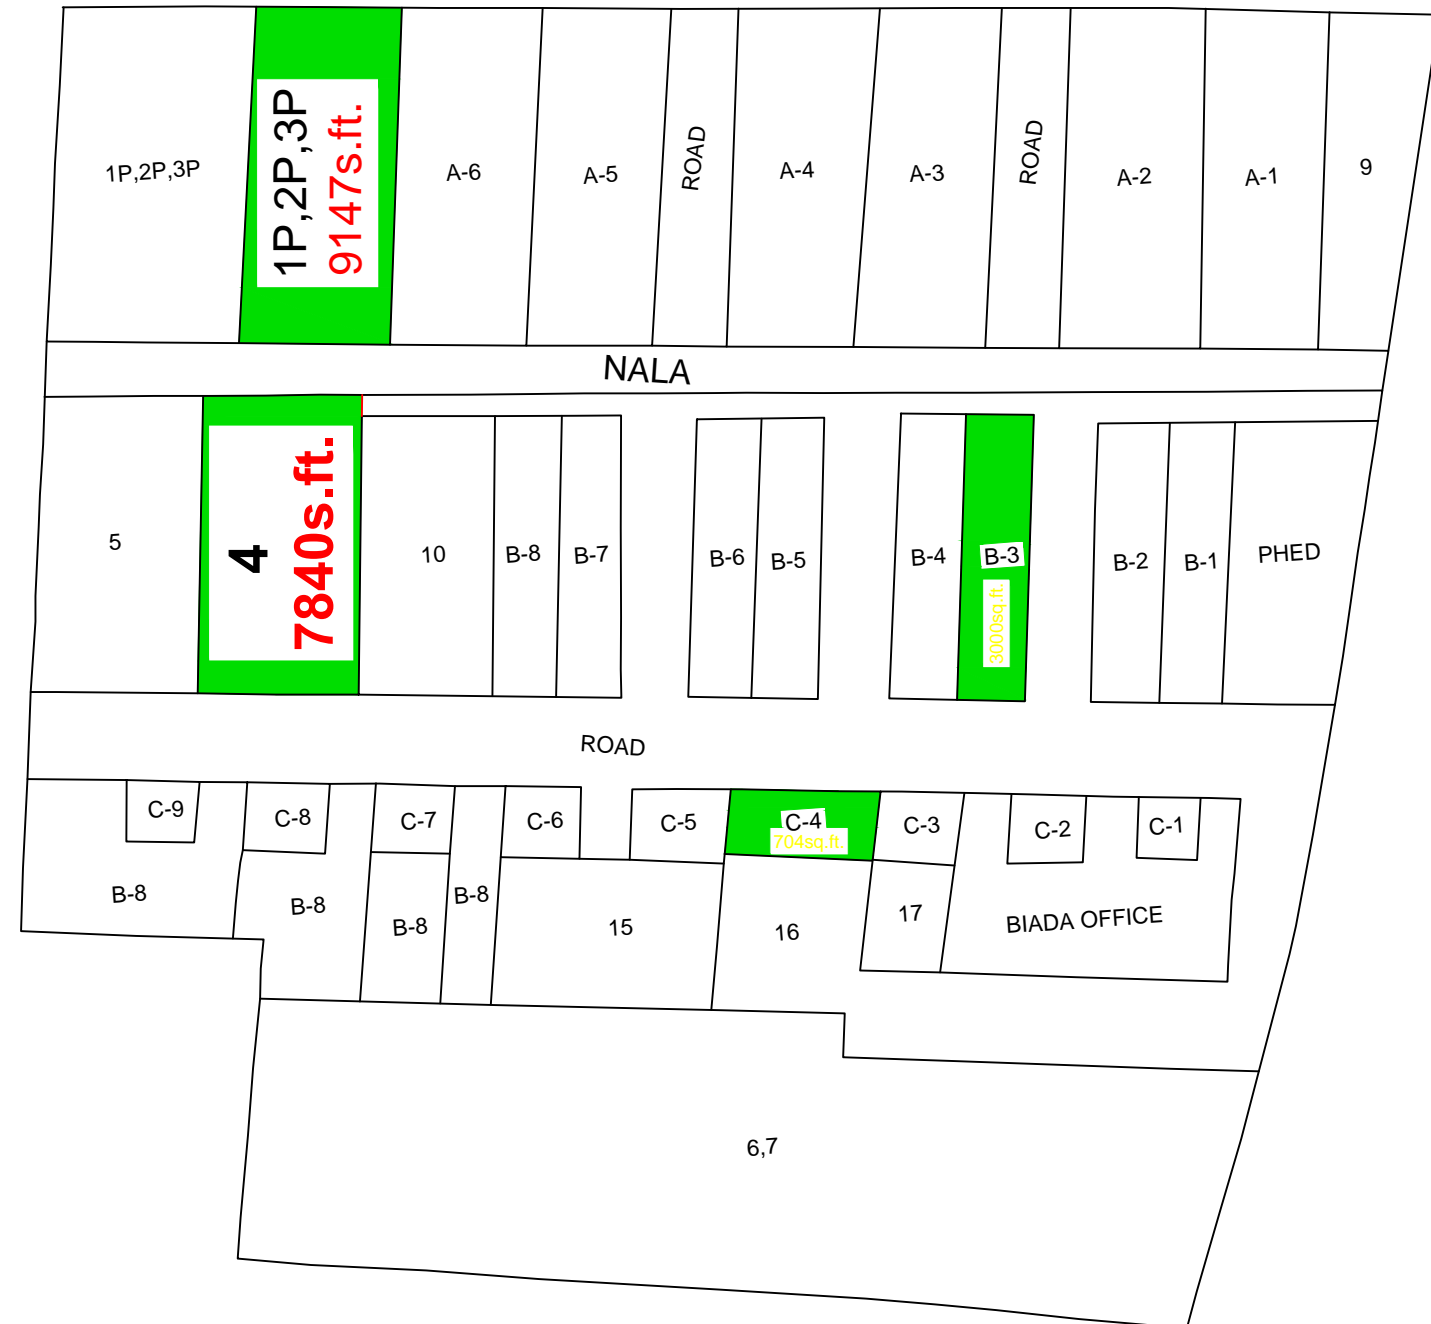 1P,2P,3P
1P,2P,3P
9147s.ft.
A-6
A-5
ROAD
A-4
A-3
ROAD
A-2
A-1
9
NALA
5
4
7840s.ft.
10
B-8
B-7
B-6
B-5
B-4
B-3
3000sq.ft.
B-2
B-1
PHED
ROAD
C-9
C-8
C-7
C-6
C-5
C-4
704sq.ft.
C-3
C-2
C-1
B-8
B-8
B-8
B-8
15
16
17
BIADA OFFICE
6,7